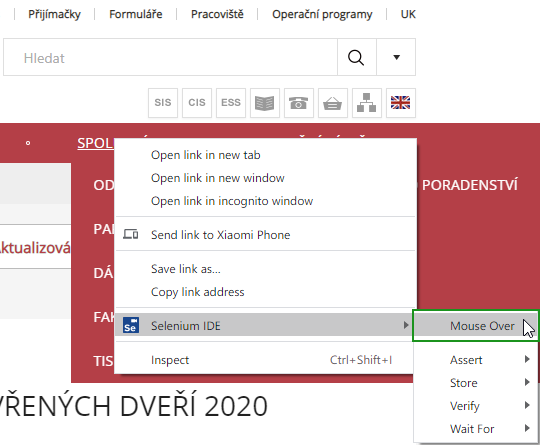 Přijímačky Formuláře Pracoviště Operační programy UK
Hledat
SIS CIS ESS
SPOL
OD
PORADENSTVÍ
Open link in new tab
Open link in new window
Open link in incognito window
Send link to Xiaomi Phone
Save link as...
Copy link address
Se Selenium IDE
Inspect Ctrl+Shift+I
Mouse Over
Assert
Store
Verify
Wait For
PA
ktualizová
DÁ
FAK
TIS
VŘENÝCH DVEŘÍ 2020